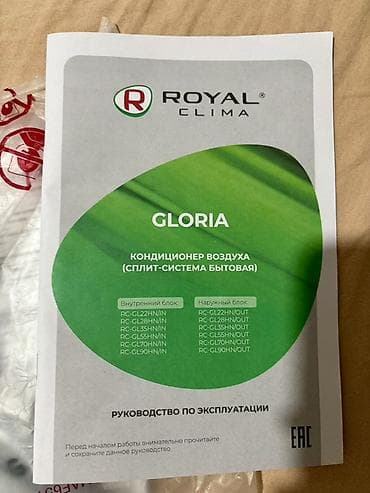 R ROYAL®
CLIMA
GLORIA
КОНДИЦИОНЕР ВОЗДУХА
(СПЛИТ-СИСТЕМА БЫТОВАЯ)
Внутренний блок: Наружный блок:
RC-GL22HN/IN RC-GL22HN/OUT
RC-GL28HN/IN RC-GL28HN/OUT
RC-GL35HN/IN RC-GL35HN/OUT
RC-GL55HN/IN RC-GL55HN/OUT
RC-GL70HN/IN RC-GL70HN/OUT
RC-GL90HN/IN RC-GL90HN/OUT
РУКОВОДСТВО ПО ЭКСПЛУАТАЦИИ
Перед началом работы внимательно прочитайте
и сохраните данное руководство.
EAC